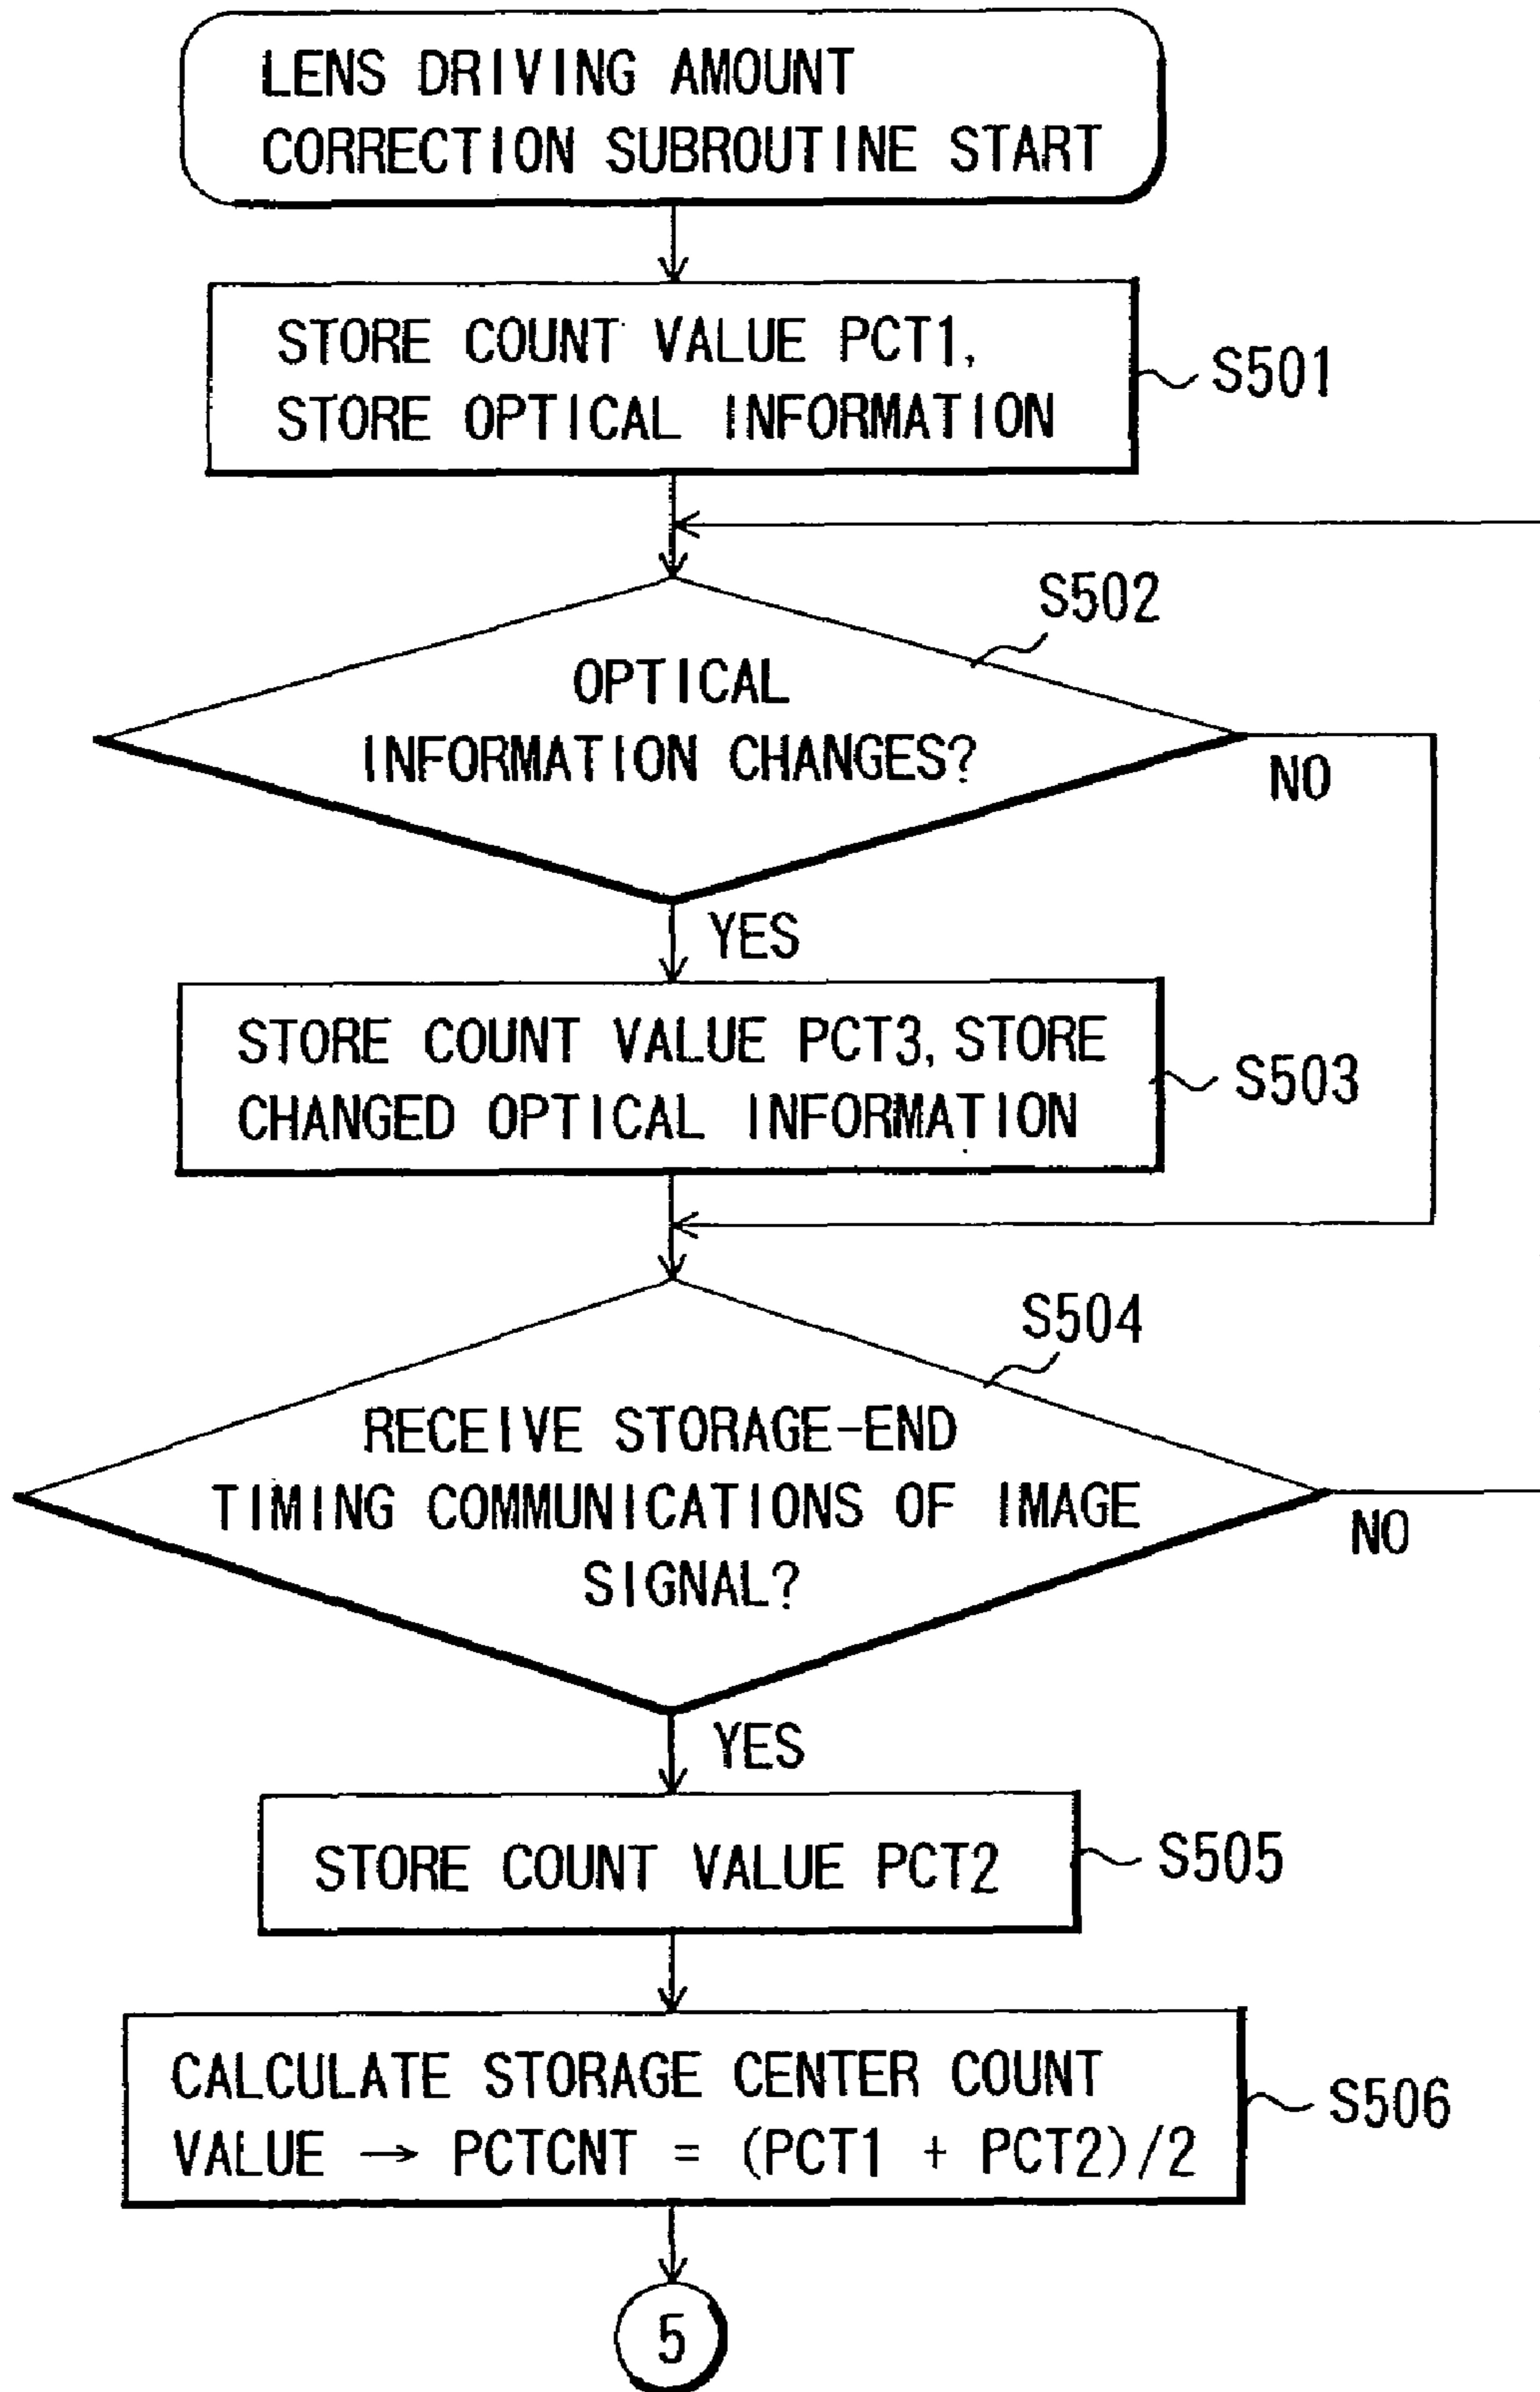 LENS DRIVING AMOUNT
CORRECTION SUBROUTINE START
STORE COUNT VALUE PCT1,
STORE OPTICAL INFORMATION
S501
S502
OPTICAL
INFORMATION CHANGES?
NO
YES
STORE COUNT VALUE PCT3, STORE
CHANGED OPTICAL INFORMATION
S503
S504
RECEIVE STORAGE-END
TIMING COMMUNICATIONS OF IMAGE
SIGNAL?
NO
YES
STORE COUNT VALUE PCT2
S505
CALCULATE STORAGE CENTER COUNT
VALUE → PCTCNT = (PCT1 + PCT2)/2
S506
5